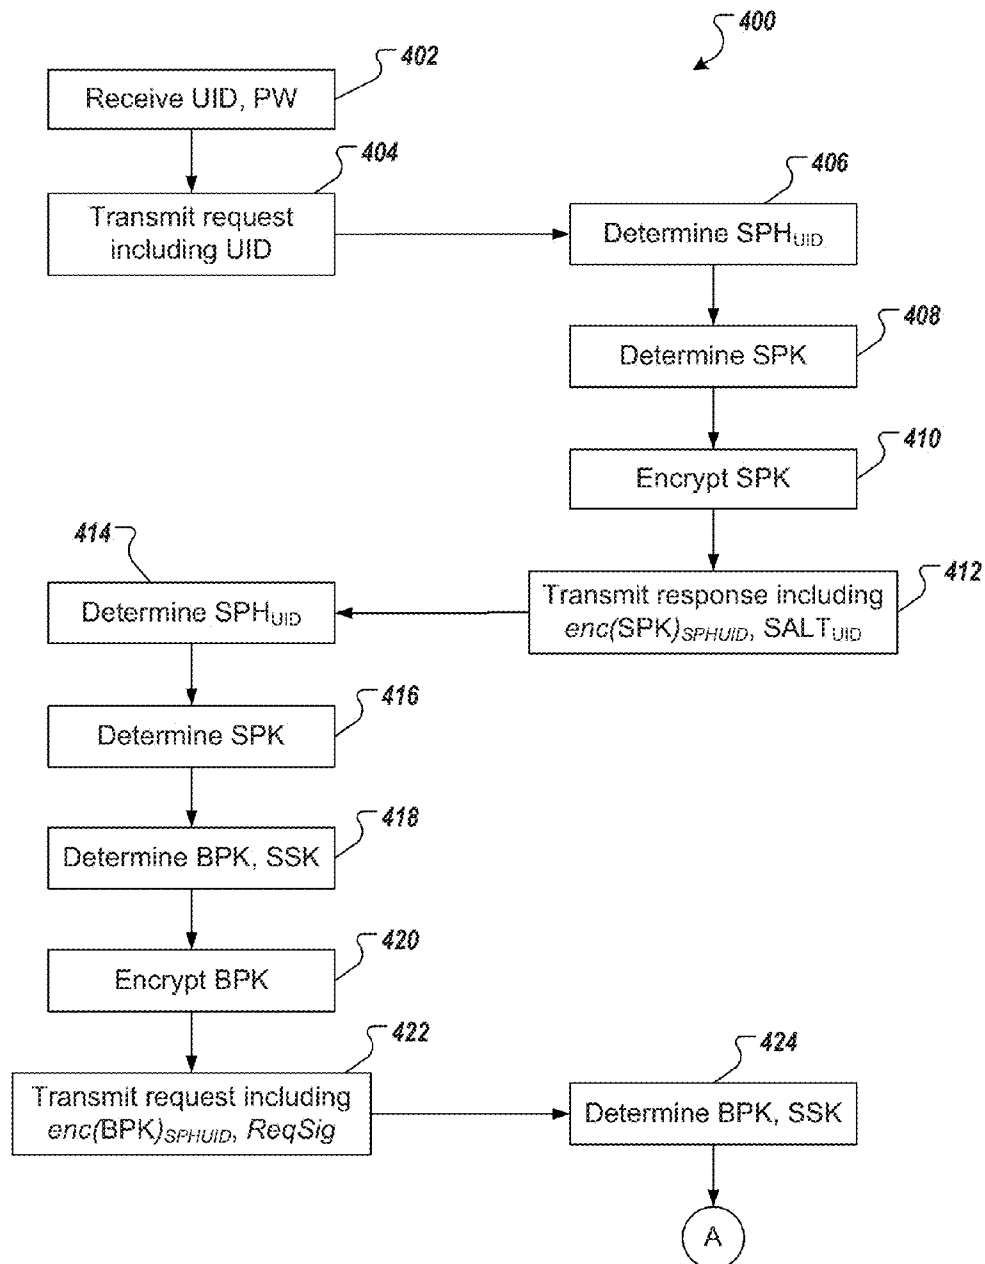 400
402
Receive UID, PW
404
Transmit request
including UID
406
Determine SPH_UID
408
Determine SPK
410
Encrypt SPK
412
Transmit response including
enc(SPK)_SPHUID, SALT_UID
414
Determine SPH_UID
416
Determine SPK
418
Determine BPK, SSK
420
Encrypt BPK
422
Transmit request including
enc(BPK)_SPHUID, ReqSig
424
Determine BPK, SSK
A